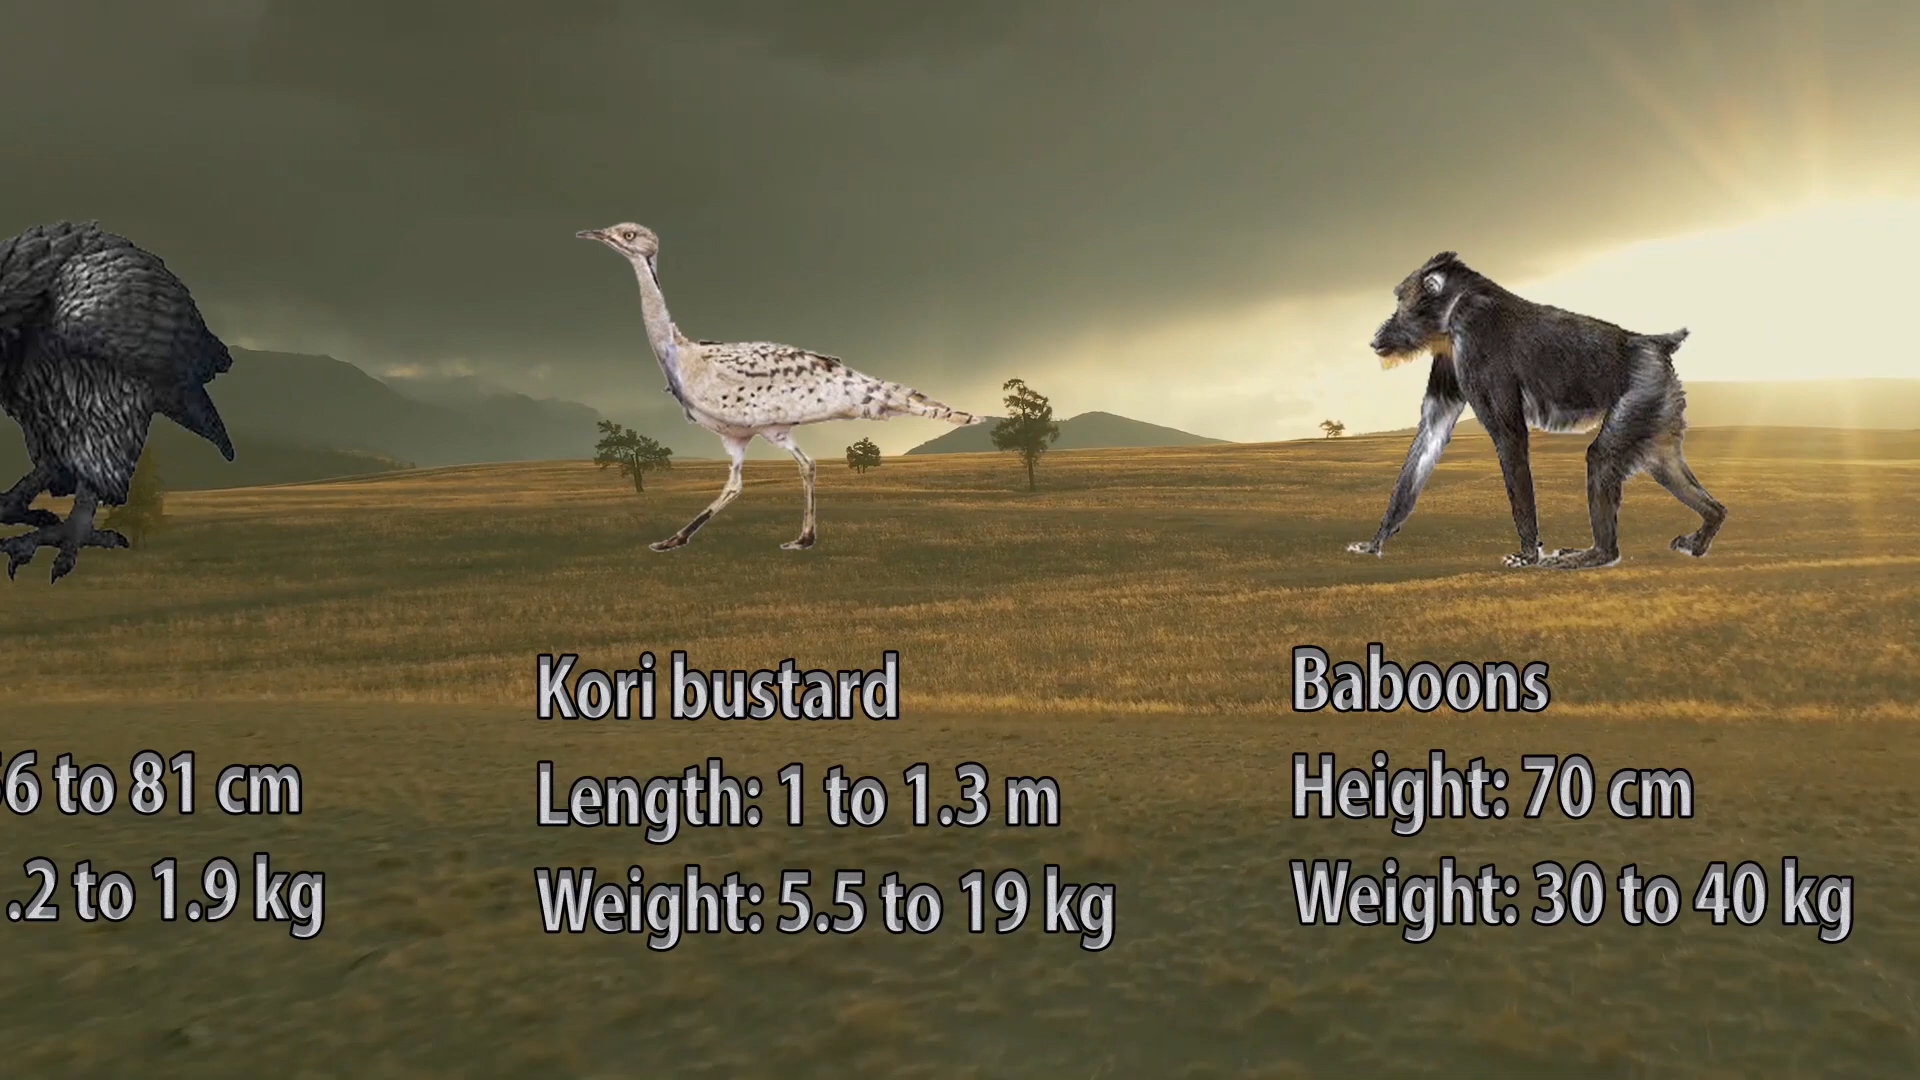 Kori bustard
Length: 1 to 1.3 m
Weight: 5.5 to 19 kg
Baboons
Height: 70 cm
Weight: 30 to 40 kg
6 to 81 cm
.2 to 1.9 kg